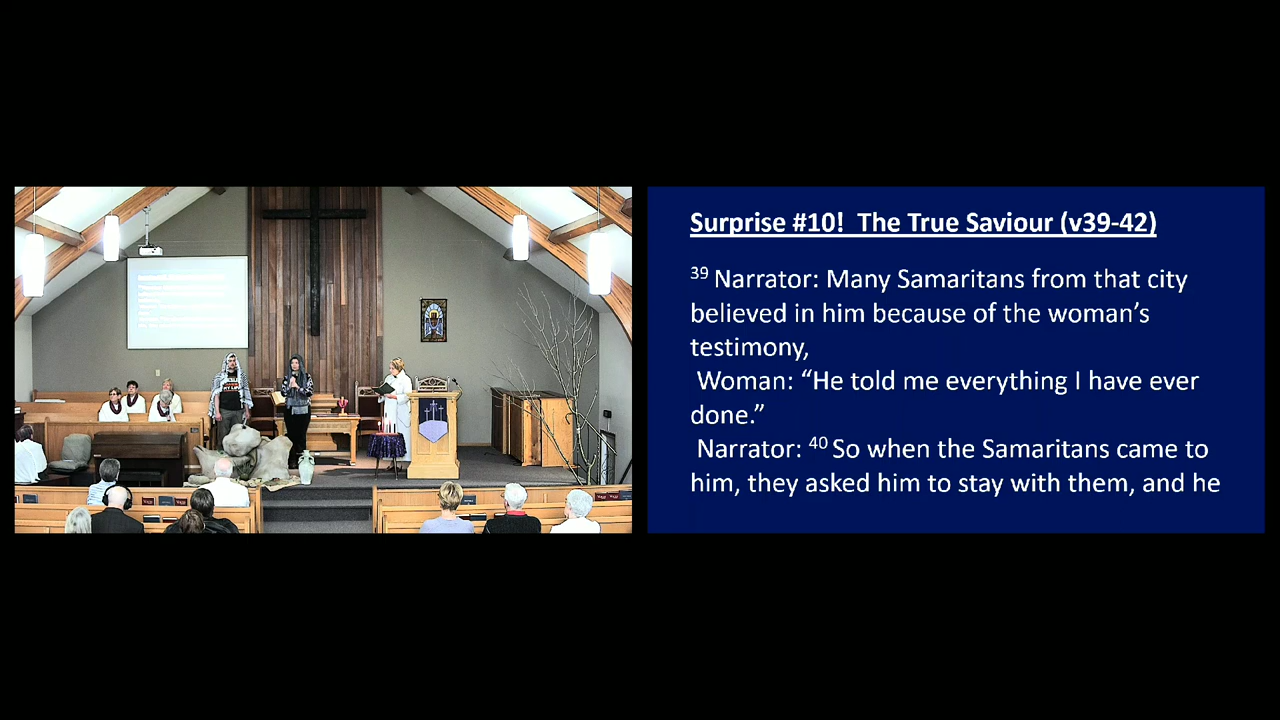 Surprise #10!  The True Saviour (v39-42)
39 Narrator: Many Samaritans from that city
believed in him because of the woman’s
testimony,
Woman: “He told me everything I have ever
done.”
Narrator: 40 So when the Samaritans came to
him, they asked him to stay with them, and he